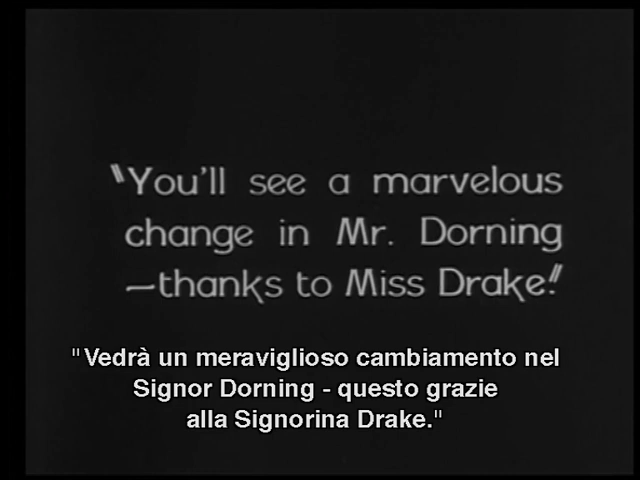 "You'll see a marvelous
change in Mr. Dorning
—thanks to Miss Drake."
"Vedrà un meraviglioso cambiamento nel
Signor Dorning - questo grazie
alla Signorina Drake."